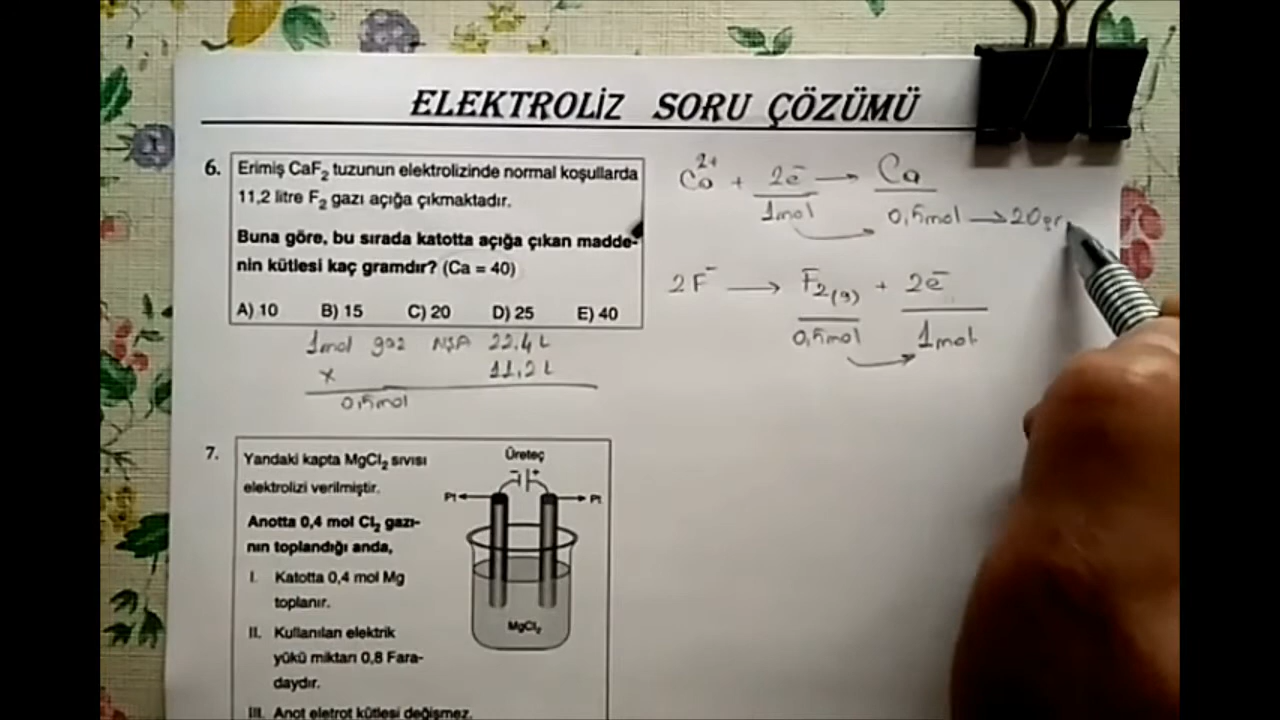 ELEKTROLİZ SORU ÇÖZÜMÜ
6. Erimiş CaF2 tuzunun elektrolizinde normal koşullarda
11,2 litre F2 gazı açığa çıkmaktadır.
Buna göre, bu sırada katotta açığa çıkan madde-
nin kütlesi kaç gramdır? (Ca = 40)
A) 10 B) 15 C) 20 D) 25 E) 40
1mol gaz NŞA 22.4 L
x 11,2 L
0,5mol
Ca2+ + 2e- → Ca
1mol 0,5mol → 20gr
2F- → F2(g) + 2e-
0,5mol 1mol
7. Yandaki kapta MgCl2 sıvısı
elektrolizi verilmiştir.
Anotta 0,4 mol Cl2 gazı-
nın toplandığı anda,
I. Katotta 0,4 mol Mg
toplanır.
II. Kullanılan elektrik
yükü miktarı 0,8 Fara-
daydır.
III. Anot eletrot kütlesi değişmez.
Üreteç
- +
Pt Pt
MgCl2